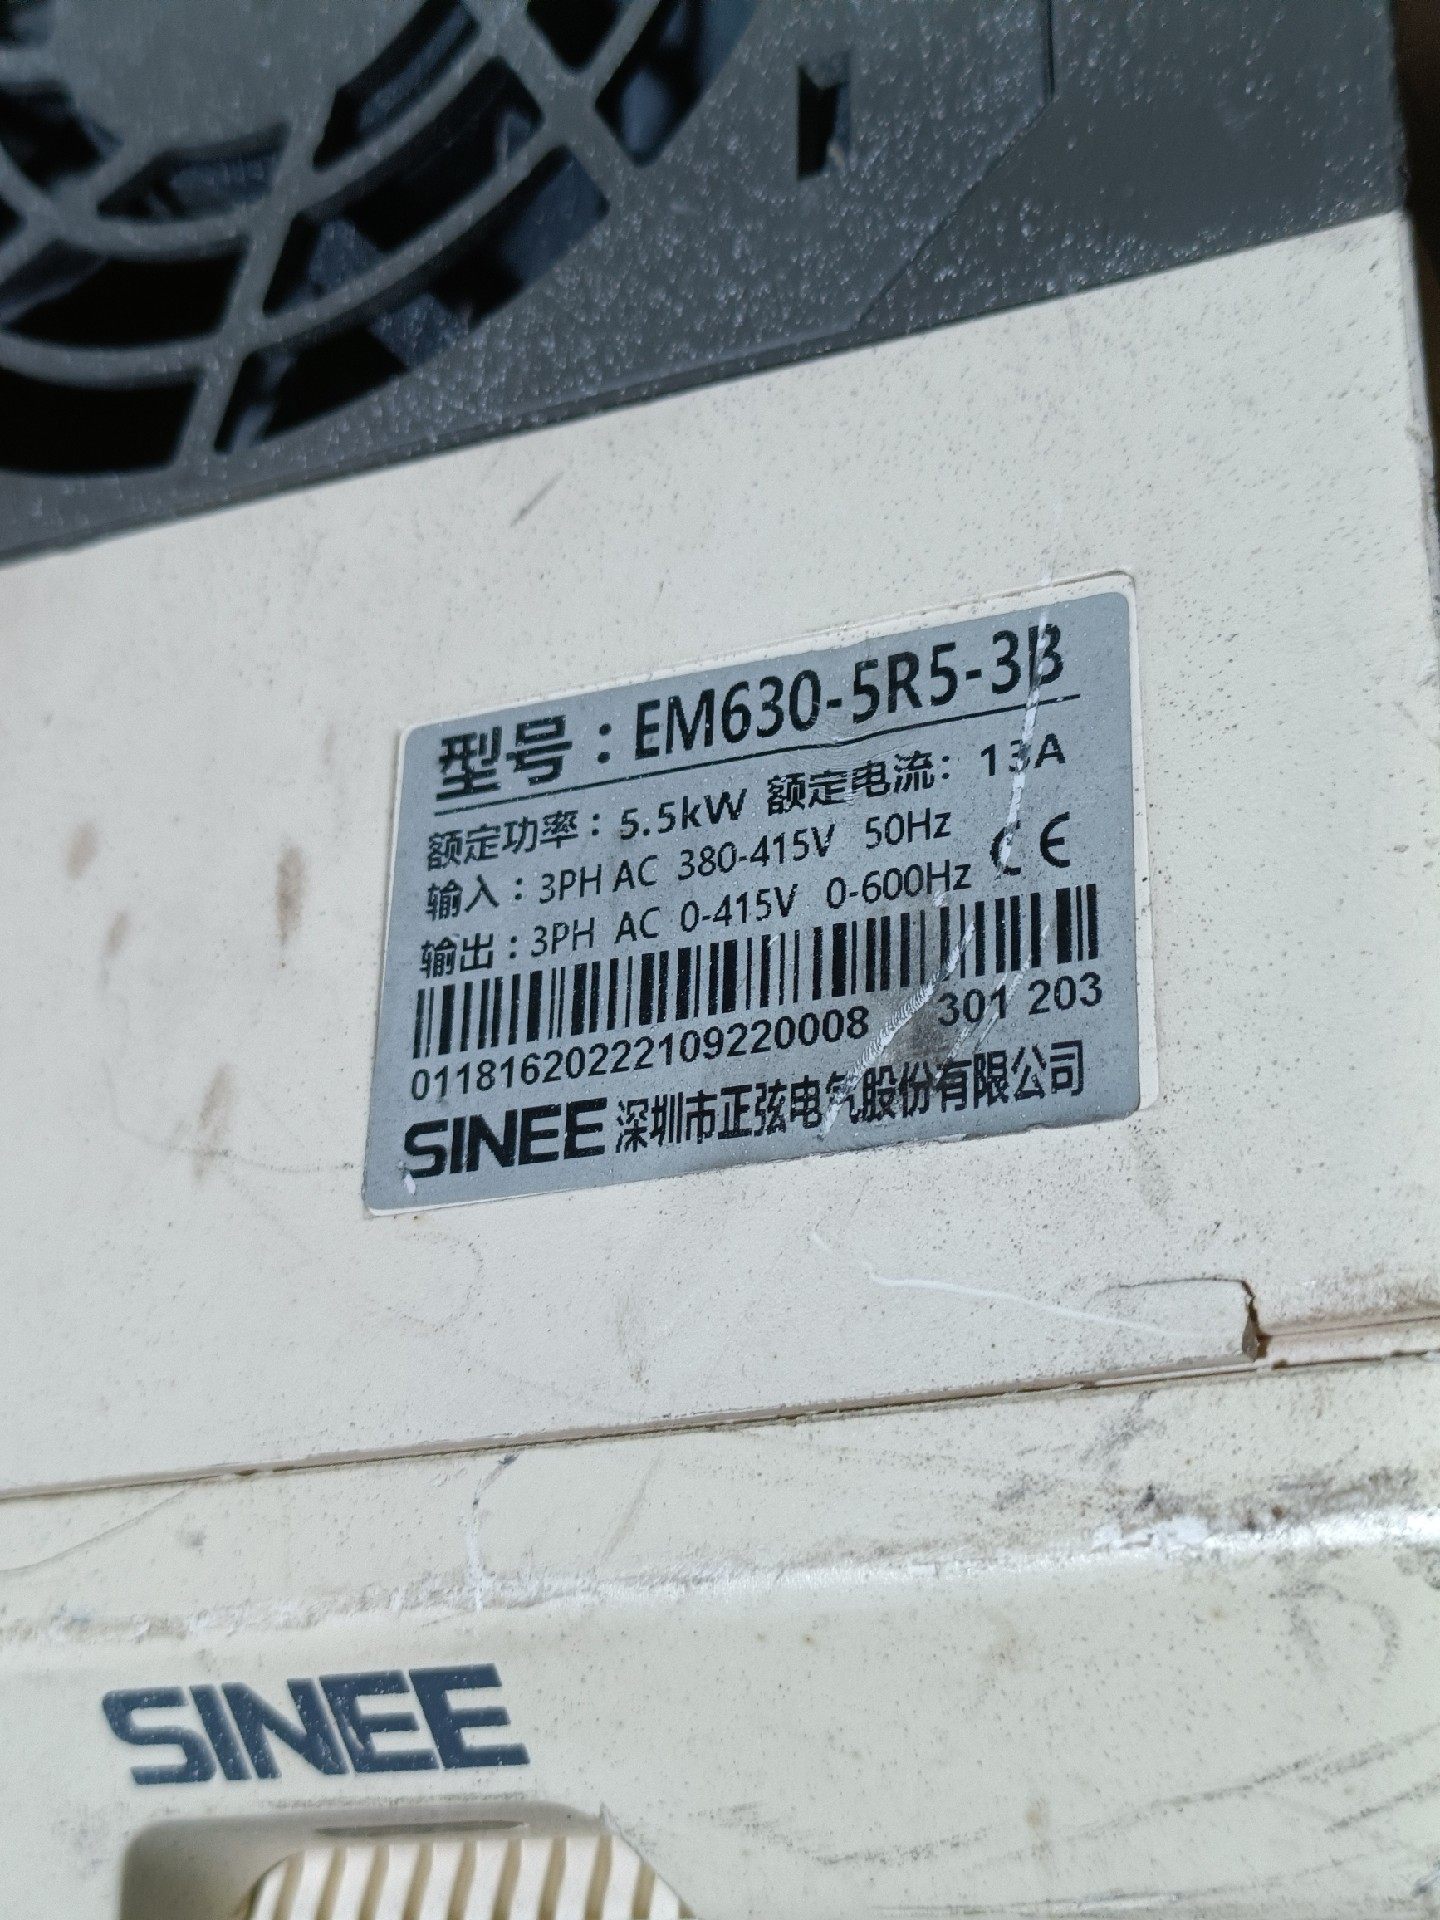 型号：EM630-5R5-3B
额定功率：5.5kW 额定电流：13A
输入：3PH AC 380-415V 50Hz
输出：3PH AC 0-415V 0-600Hz CE
01181620222109220008 301 203
SINEE 深圳市正弦电气股份有限公司
SINEE